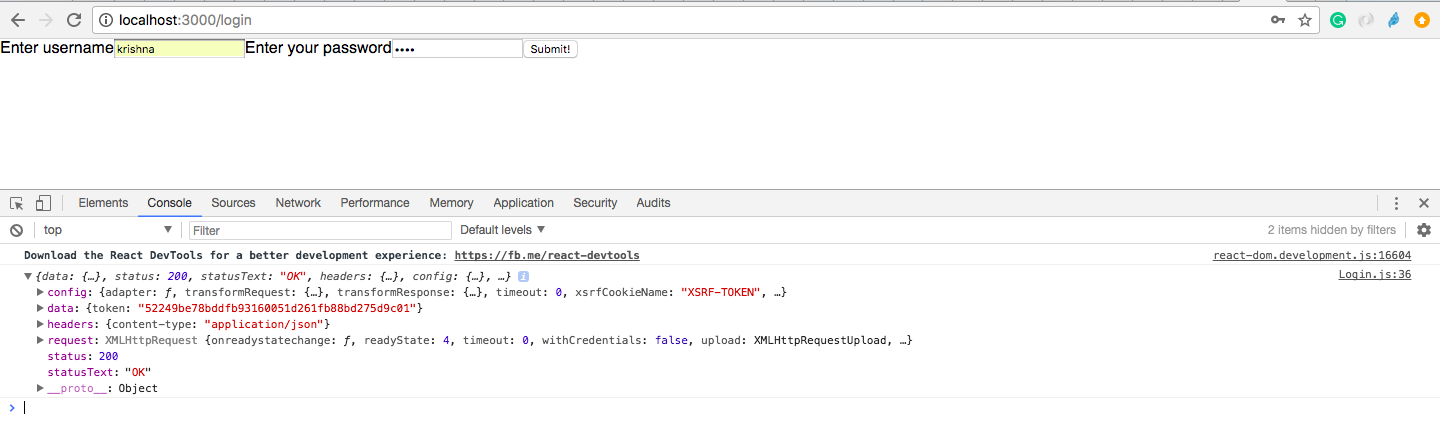 localhost:3000/login
Enter username krishna Enter your password •••• Submit!
Elements Console Sources Network Performance Memory Application Security Audits
top Filter Default levels 2 items hidden by filters
Download the React DevTools for a better development experience: https://fb.me/react-devtools react-dom.development.js:16604
{data: {…}, status: 200, statusText: "OK", headers: {…}, config: {…}, …} i Login.js:36
config: {adapter: ƒ, transformRequest: {…}, transformResponse: {…}, timeout: 0, xsrfCookieName: "XSRF-TOKEN", …}
data: {token: "52249be78bddfb93160051d261fb88bd275d9c01"}
headers: {content-type: "application/json"}
request: XMLHttpRequest {onreadystatechange: ƒ, readyState: 4, timeout: 0, withCredentials: false, upload: XMLHttpRequestUpload, …}
status: 200
statusText: "OK"
__proto__: Object